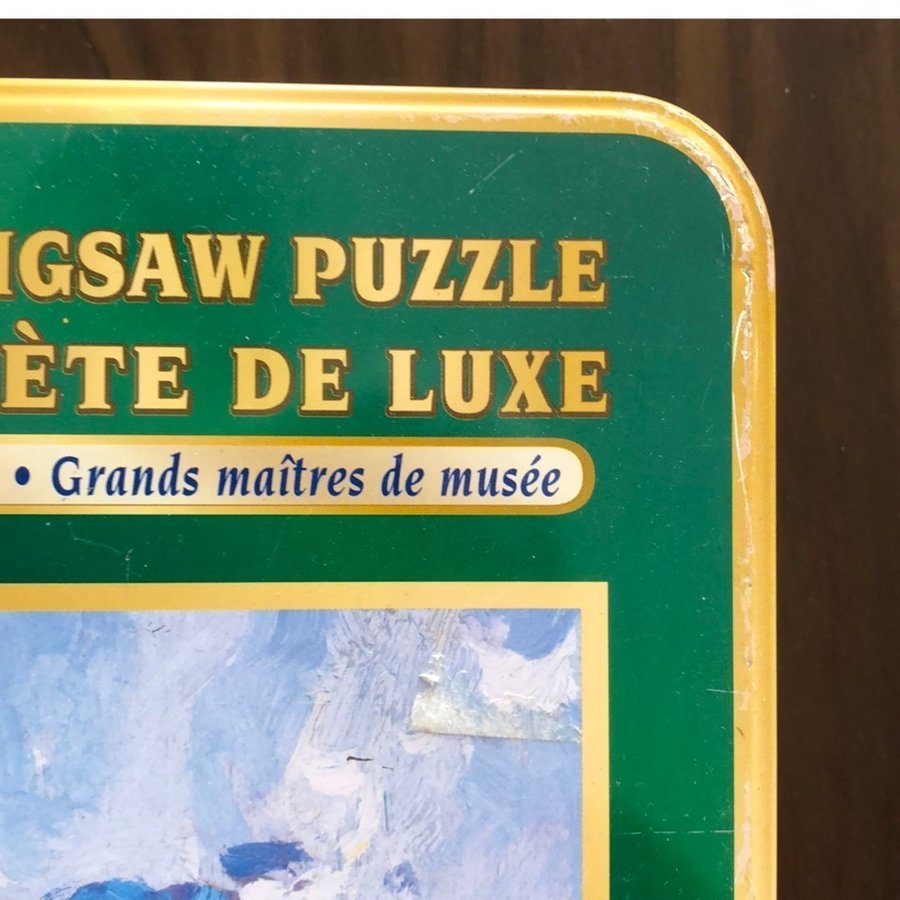 IGSAW PUZZLE
ÈTE DE LUXE
• Grands maîtres de musée